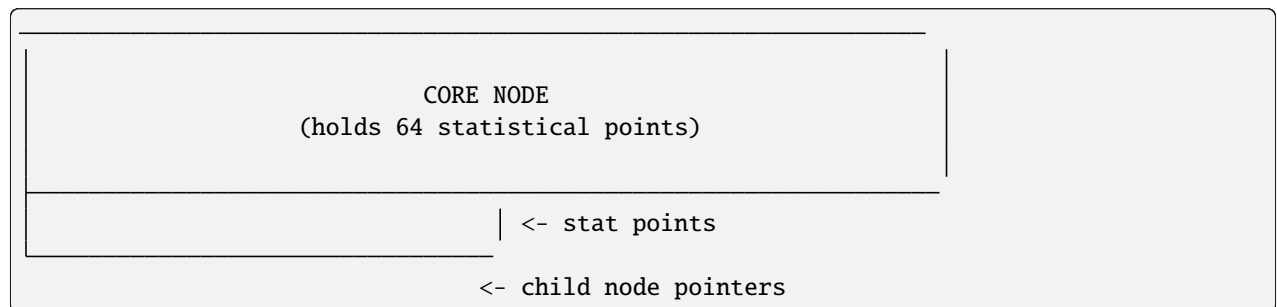 CORE NODE
(holds 64 statistical points)
<- stat points
<- child node pointers